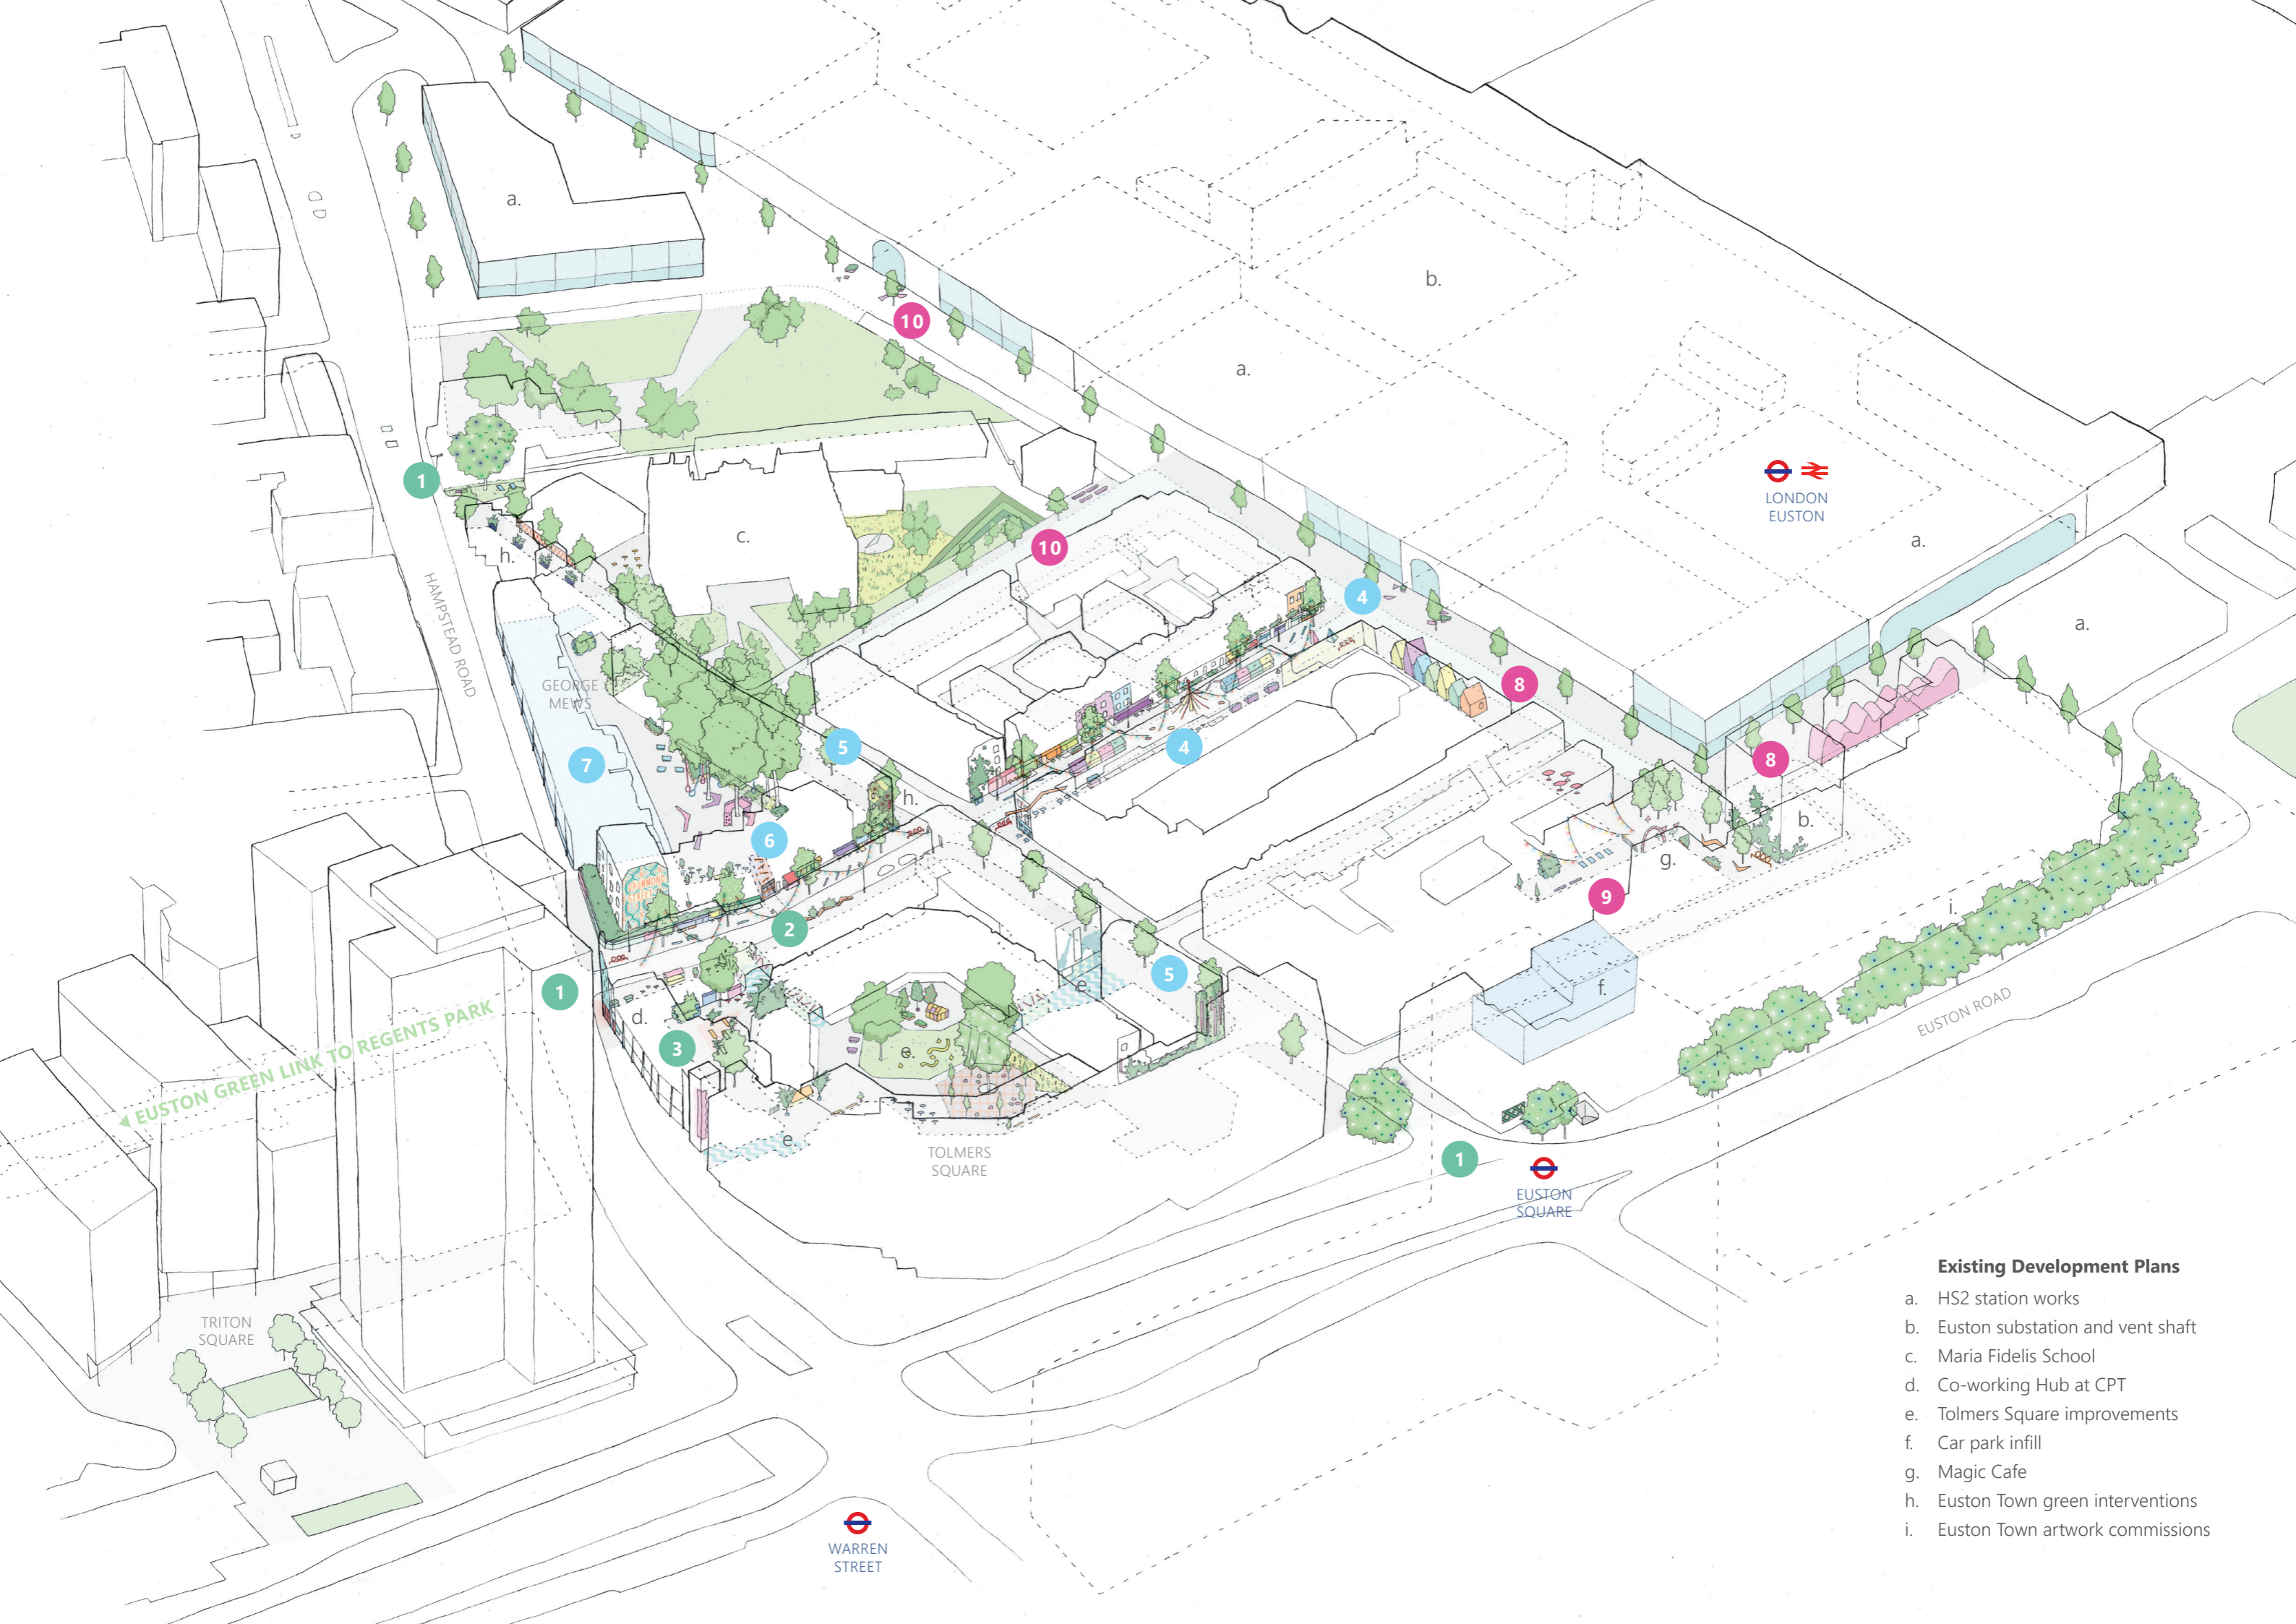 a.
b.
10
a.
LONDON
EUSTON
1
c.
10
h.
a.
HAMPSTEAD ROAD
4
a.
GEORGE
MEWS
8
5
4
7
8
h.
6
b.
g.
DRUMMOND
STREET
9
2
i.
5
e.
f.
1
d.
EUSTON ROAD
3
e.
EUSTON GREEN LINK TO REGENTS PARK
e.
TOLMERS
SQUARE
1
EUSTON
SQUARE
TRITON
SQUARE
WARREN
STREET
Existing Development Plans
a. HS2 station works
b. Euston substation and vent shaft
c. Maria Fidelis School
d. Co-working Hub at CPT
e. Tolmers Square improvements
f. Car park infill
g. Magic Cafe
h. Euston Town green interventions
i. Euston Town artwork commissions